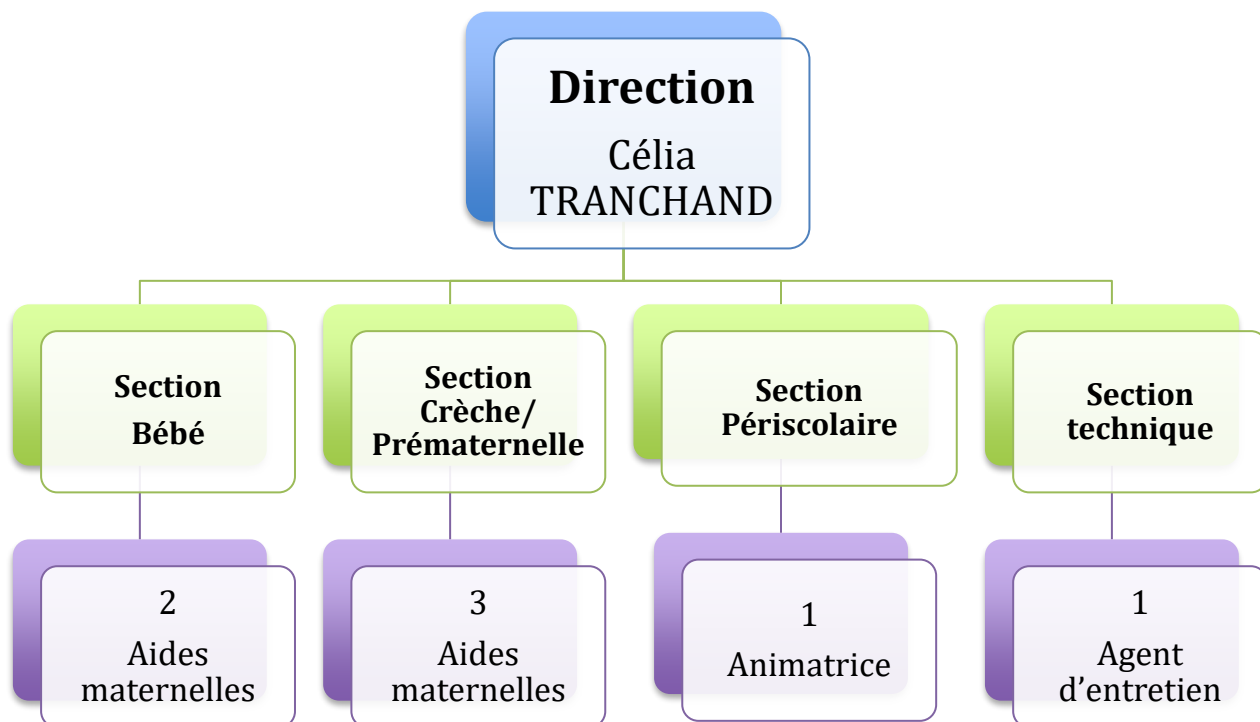 Direction
Célia
TRANCHAND
Section
Bébé
Section
Crèche/
Prématernelle
Section
Périscolaire
Section
technique
2
Aides
maternelles
3
Aides
maternelles
1
Animatrice
1
Agent
d’entretien